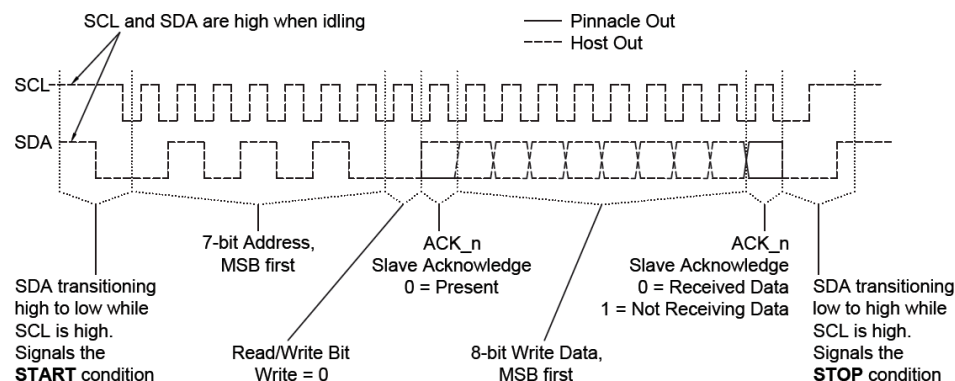 SCL and SDA are high when idling
Pinnacle Out
Host Out
SCL
SDA
7-bit Address,
MSB first
ACK_n
Slave Acknowledge
0 = Present
ACK_n
Slave Acknowledge
0 = Received Data
1 = Not Receiving Data
SDA transitioning
high to low while
SCL is high.
Signals the
START condition
Read/Write Bit
Write = 0
8-bit Write Data,
MSB first
SDA transitioning
low to high while
SCL is high.
Signals the
STOP condition